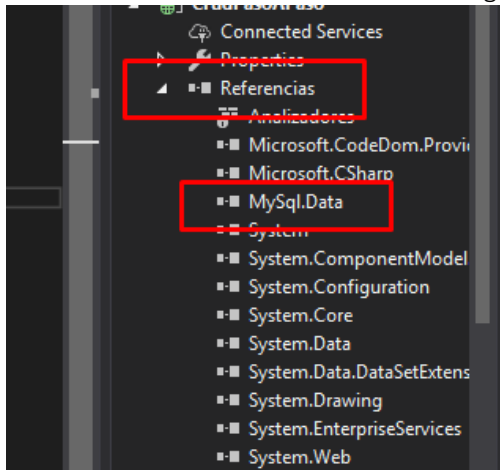 CrudPasoAPaso
Connected Services
Properties
Referencias
Analizadores
Microsoft.CodeDom.Provi
Microsoft.CSharp
MySql.Data
System
System.ComponentModel
System.Configuration
System.Core
System.Data
System.Data.DataSetExtens
System.Drawing
System.EnterpriseServices
System.Web